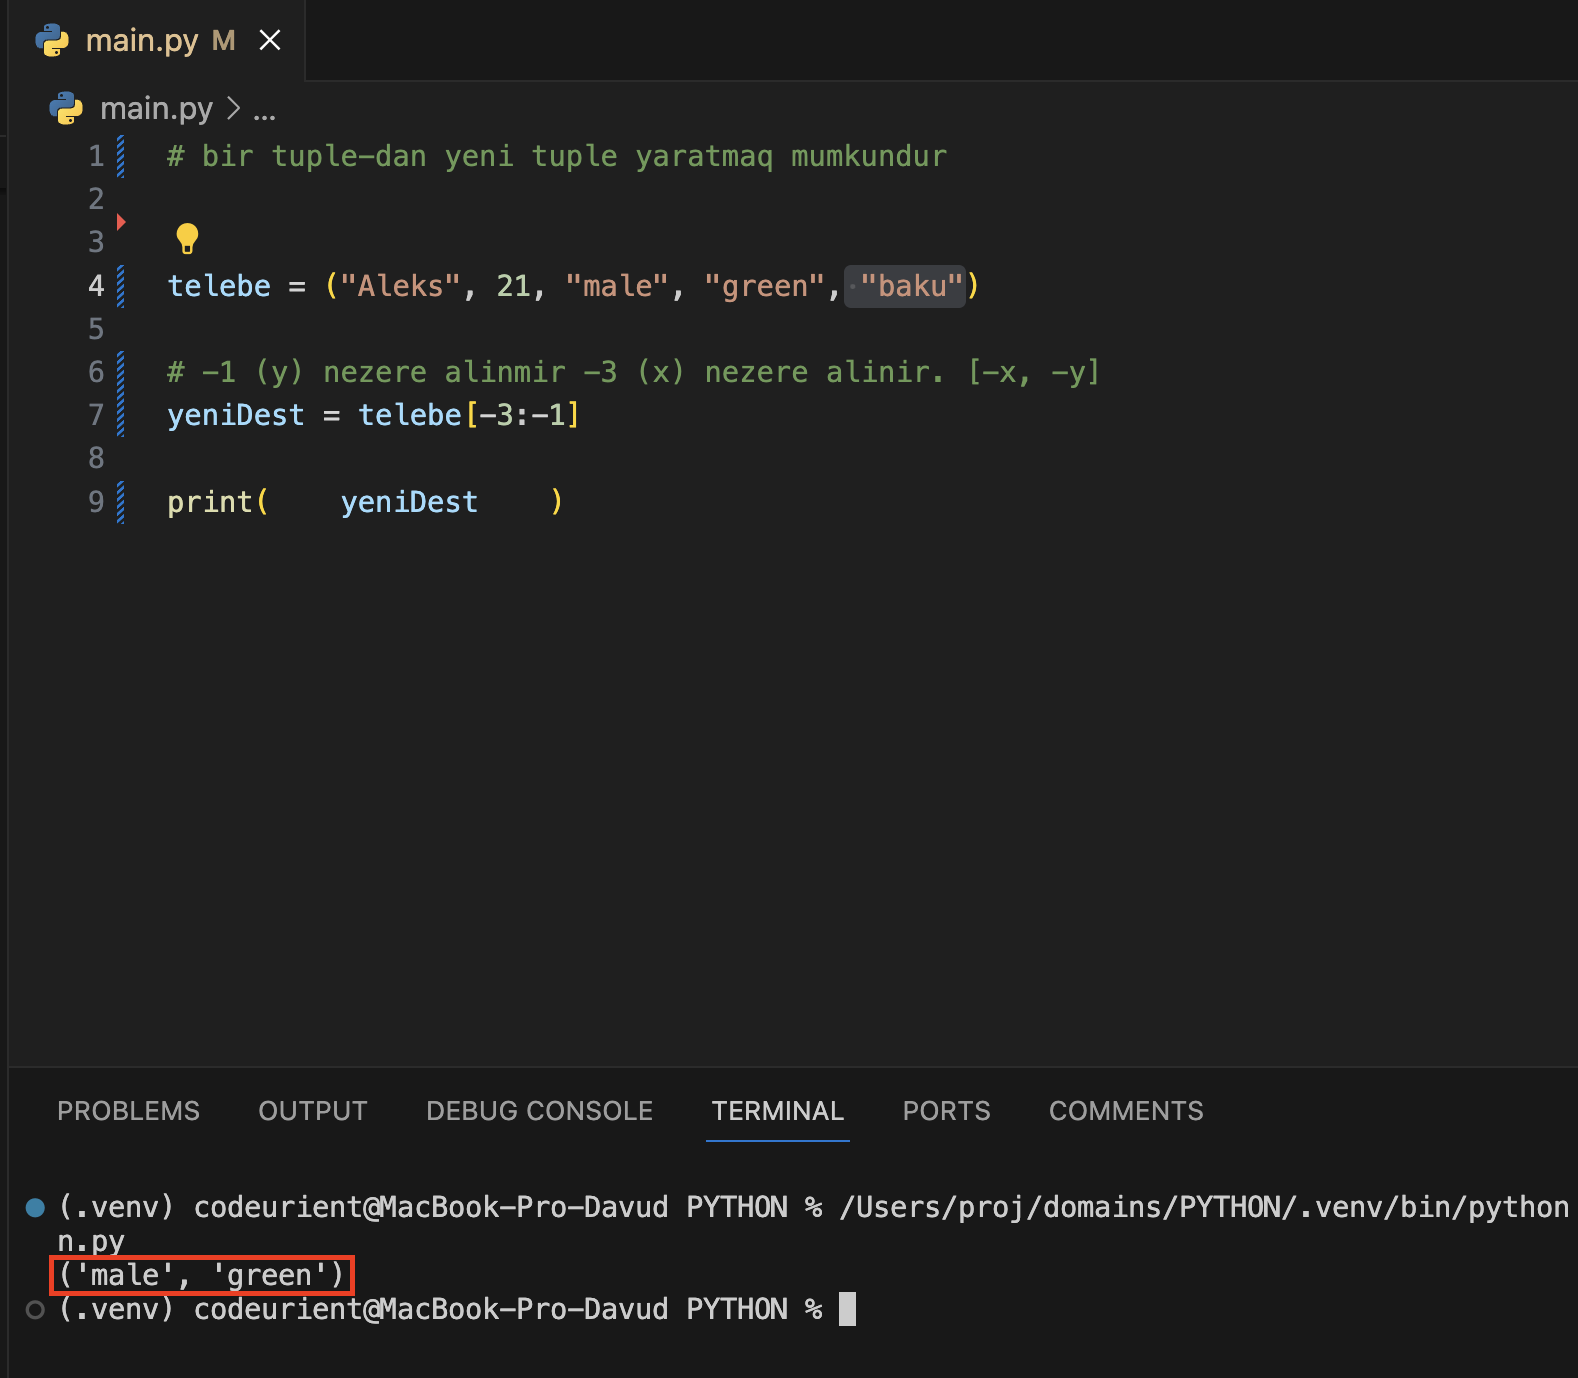 main.py M
main.py > ...
1 # bir tuple-dan yeni tuple yaratmaq mumkundur
2
3
4 telebe = ("Aleks", 21, "male", "green", "baku")
5
6 # -1 (y) nezere alinmir -3 (x) nezere alinir. [-x, -y]
7 yeniDest = telebe[-3:-1]
8
9 print(    yeniDest    )
PROBLEMS OUTPUT DEBUG CONSOLE TERMINAL PORTS COMMENTS
(.venv) codeurient@MacBook-Pro-Davud PYTHON % /Users/proj/domains/PYTHON/.venv/bin/python
n.py
('male', 'green')
(.venv) codeurient@MacBook-Pro-Davud PYTHON %